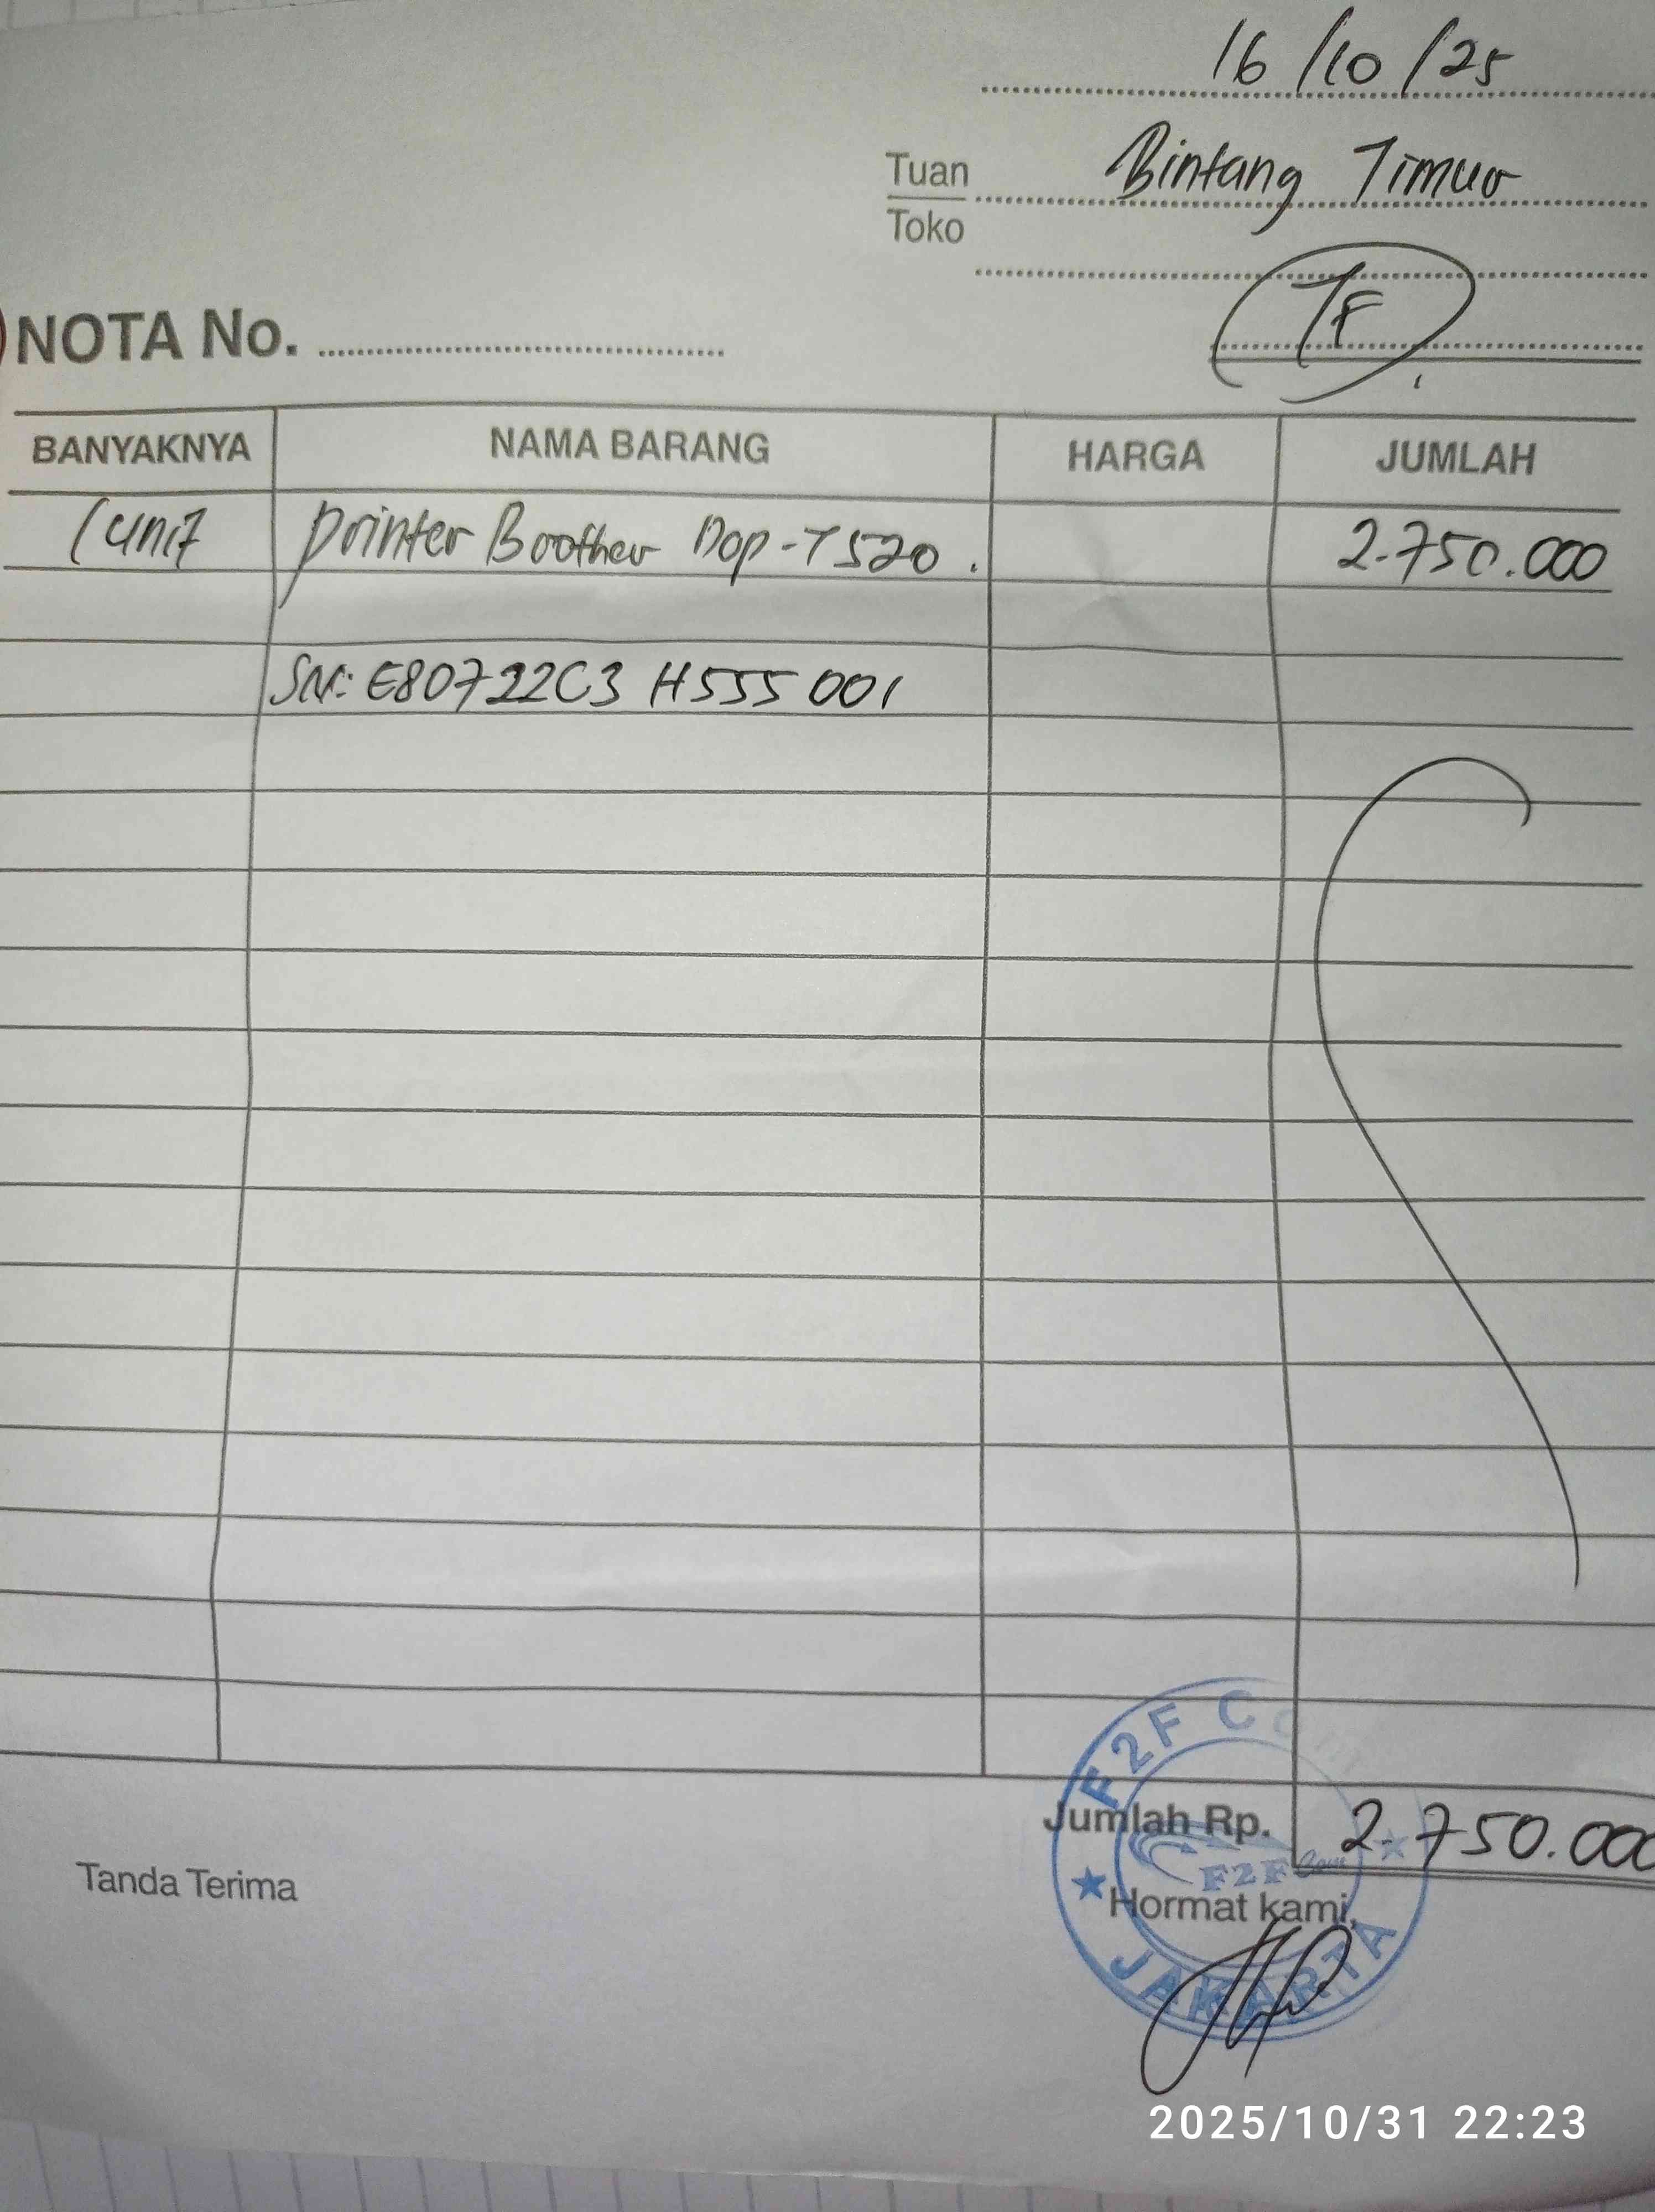 16/10/25
Tuan Bintang Timur
Toko
TF
NOTA No.
BANYAKNYA NAMA BARANG HARGA JUMLAH
1 unit printer Brother Dcp-T520. 2.750.000
SN: E80722C3H555001
F2F Com
Jumlah Rp. 2.750.000
F2F Com
Tanda Terima Hormat kami,
JAKARTA
2025/10/31 22:23